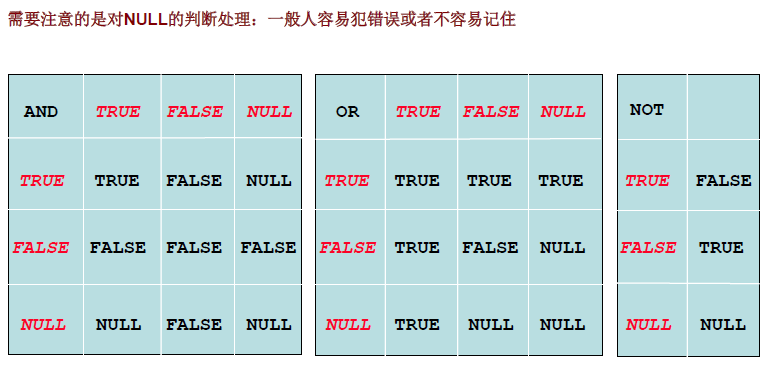 需要注意的是对NULL的判断处理：一般人容易犯错误或者不容易记住
AND TRUE FALSE NULL
TRUE TRUE FALSE NULL
FALSE FALSE FALSE FALSE
NULL NULL FALSE NULL
OR TRUE FALSE NULL
TRUE TRUE TRUE TRUE
FALSE TRUE FALSE NULL
NULL TRUE NULL NULL
NOT
TRUE FALSE
FALSE TRUE
NULL NULL